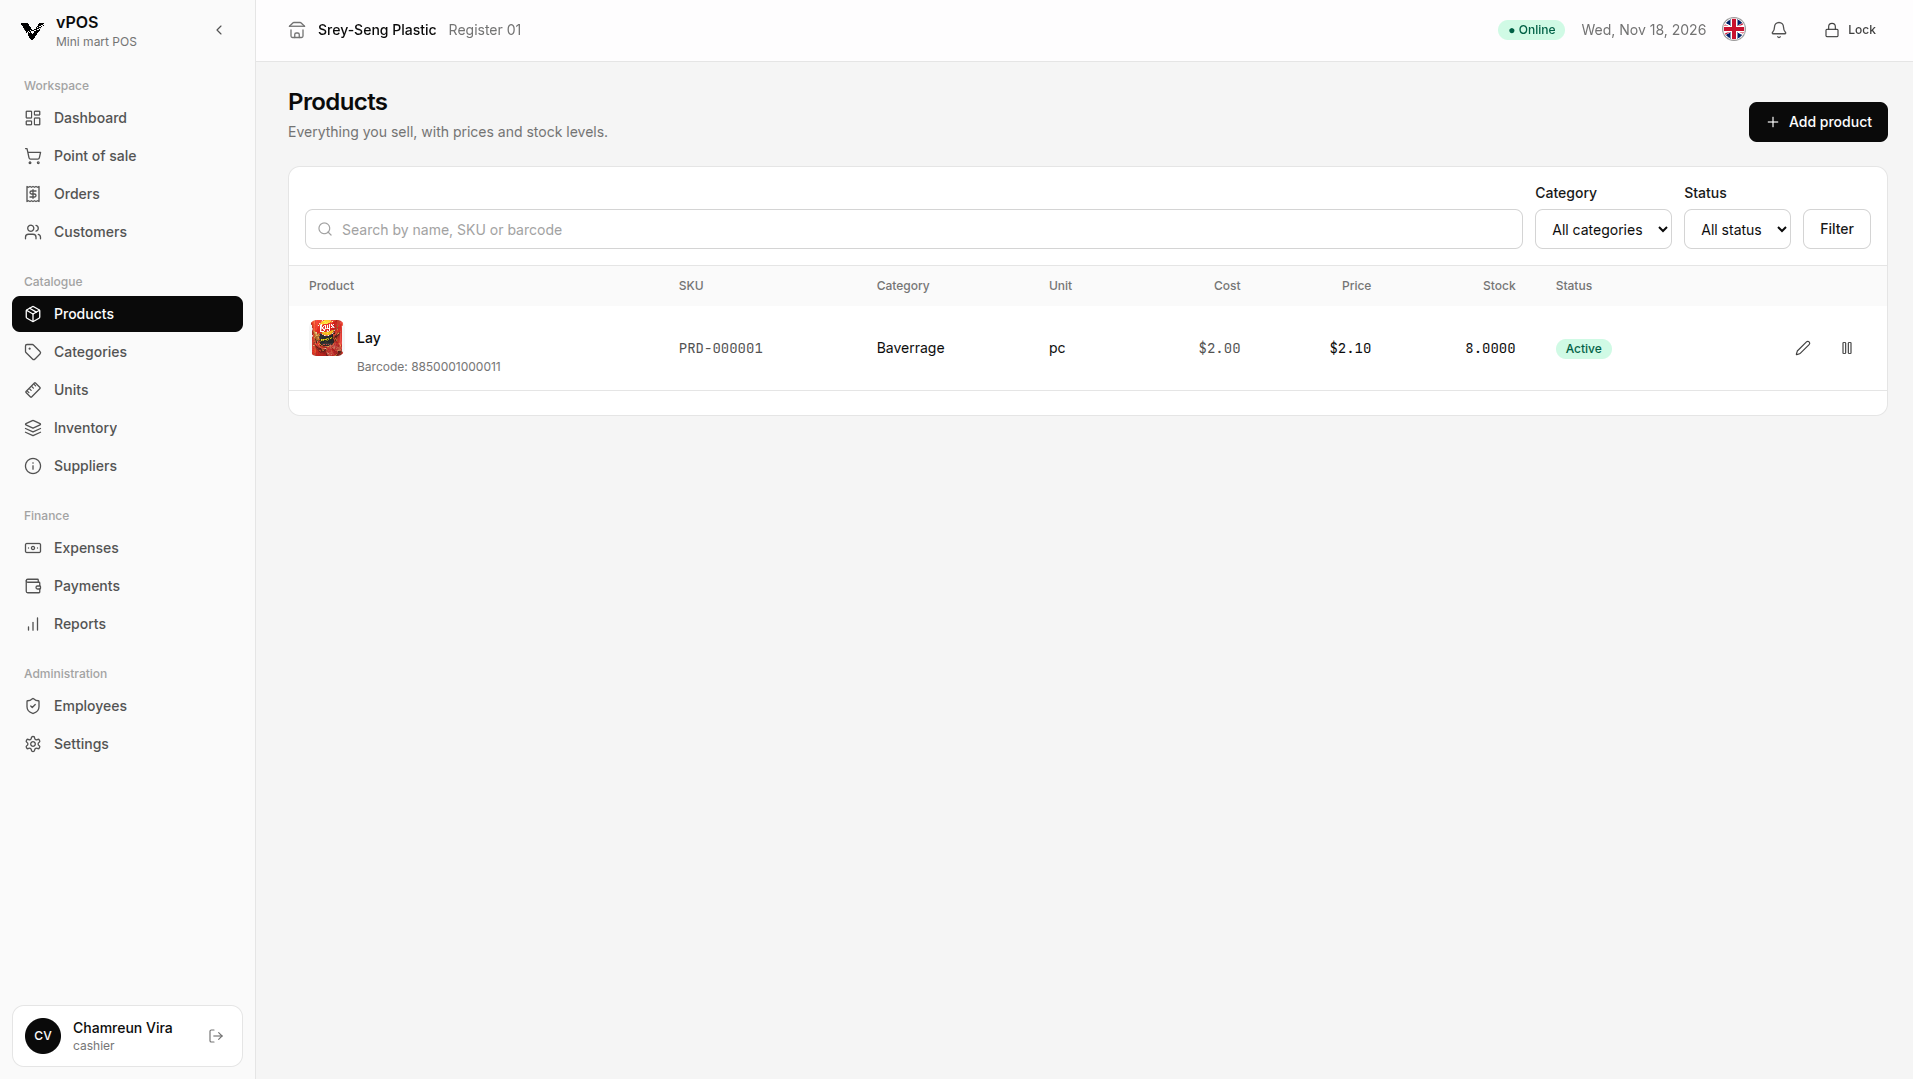 vPOS
Mini mart POS
Workspace
Dashboard
Point of sale
Orders
Customers
Catalogue
Products
Categories
Units
Inventory
Suppliers
Finance
Expenses
Payments
Reports
Administration
Employees
Settings
CV
Chamreun Vira
cashier
Srey-Seng Plastic Register 01
Online Wed, Nov 18, 2026 Lock
Products
Everything you sell, with prices and stock levels.
Add product
Category Status
Search by name, SKU or barcode All categories All status Filter
Product SKU Category Unit Cost Price Stock Status
Lay's
Lay PRD-000001 Baverrage pc $2.00 $2.10 8.0000 Active
Barcode: 8850001000011